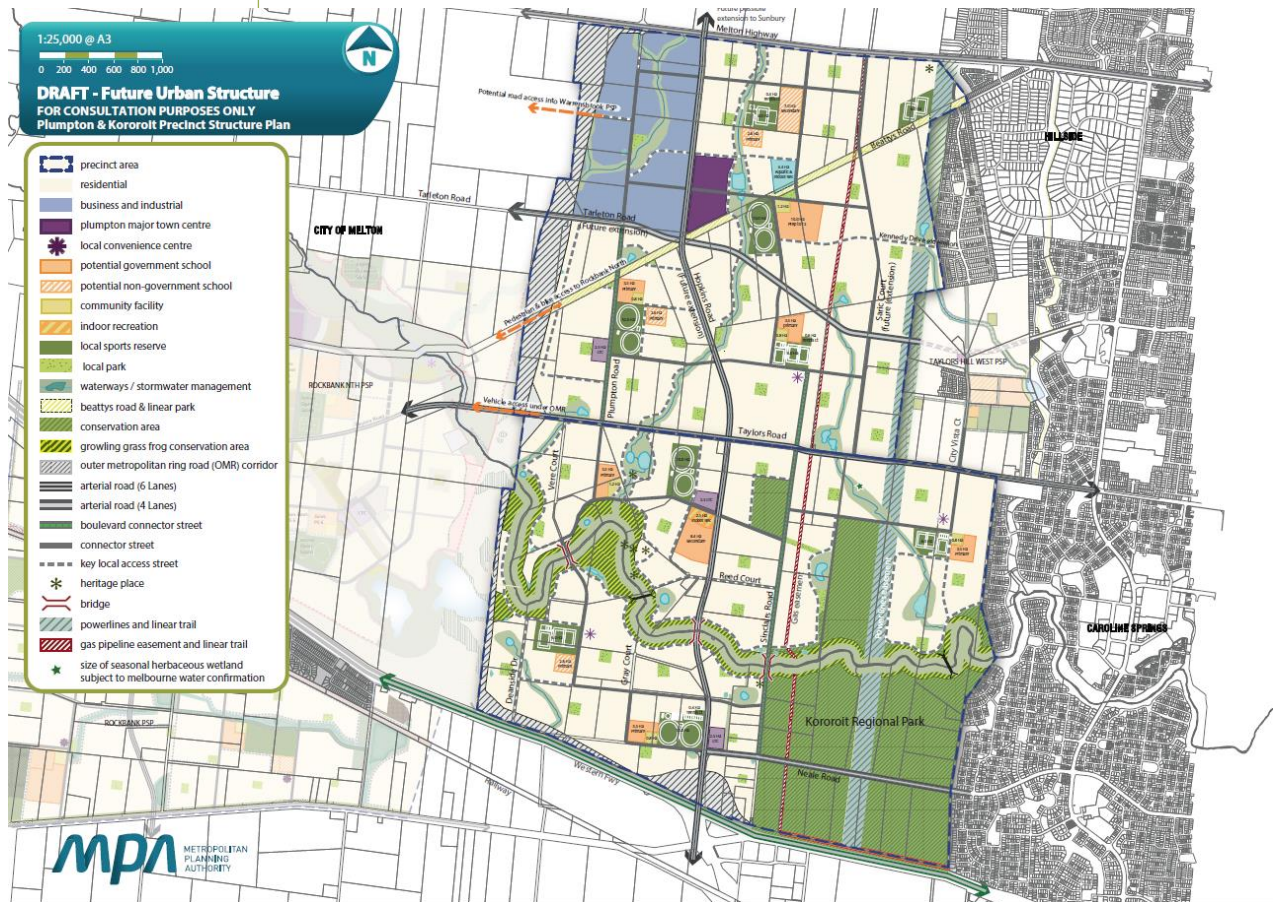 Future possible
extension to Sunbury
Melton Highway
1:25,000 @ A3
N
0 200 400 600 800 1,000
DRAFT - Future Urban Structure
FOR CONSULTATION PURPOSES ONLY
Plumpton & Kororoit Precinct Structure Plan
precinct area
residential
business and industrial
plumpton major town centre
local convenience centre
potential government school
potential non-government school
community facility
indoor recreation
local sports reserve
local park
waterways / stormwater management
beattys road & linear park
conservation area
growling grass frog conservation area
outer metropolitan ring road (OMR) corridor
arterial road (6 Lanes)
arterial road (4 Lanes)
boulevard connector street
connector street
key local access street
heritage place
bridge
powerlines and linear trail
gas pipeline easement and linear trail
size of seasonal herbaceous wetland
subject to melbourne water confirmation
Potential road access into Warrensbrook PSP
Beattys Road
HILLSIDE
Tarleton Road
Tarleton Road
(Future extension)
CITY OF MELTON
Kennedy Drive extension
Pedestrian & bike access to Rockbank North
Hopkins Road
(Future extension)
Saric Court
(Future extension)
TAYLORS HILL WEST PSP
ROCKBANK NTH PSP
Plumpton Road
Vehicle access under OMR
Taylors Road
City Vista Ct
Vere Court
Reed Court
Sinclairs Road
Gas easement
CAROLINE SPRINGS
Deanside Dr
Gray Court
Kororoit Regional Park
ROCKBANK PSP
Neale Road
Western Fwy
Railway
MPA
METROPOLITAN
PLANNING
AUTHORITY